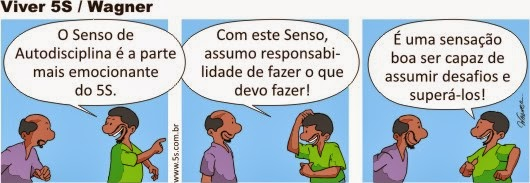 Viver 5S / Wagner
O Senso de
Autodisciplina é a parte
mais emocionante
do 5S.
www.5s.com.br
Com este Senso,
assumo responsabi-
lidade de fazer o que
devo fazer!
É uma sensação
boa ser capaz de
assumir desafios e
superá-los!
Wagner